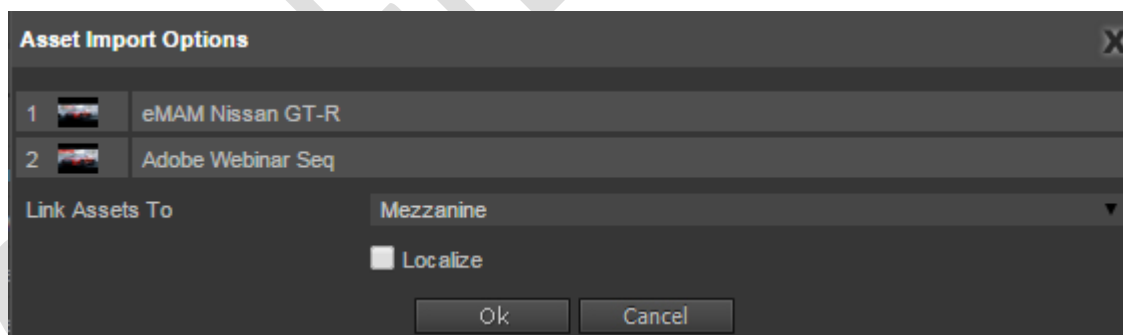 Asset Import Options X
1 eMAM Nissan GT-R
2 Adobe Webinar Seq
Link Assets To Mezzanine
Localize
Ok Cancel